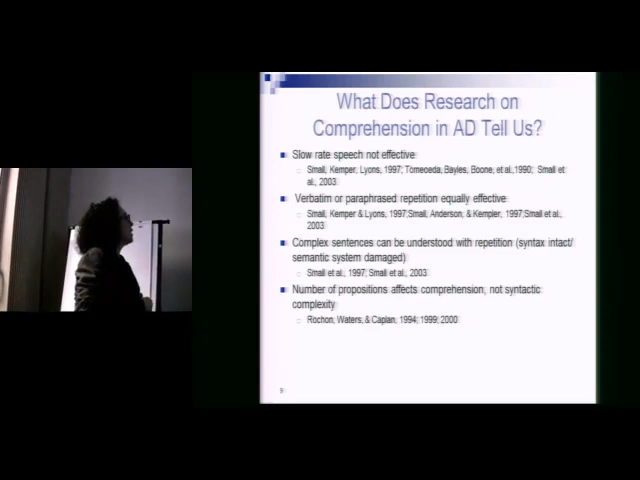 What Does Research on
Comprehension in AD Tell Us?
Slow rate speech not effective
Small, Kemper, Lyons, 1997; Tomeoeda, Bayles, Boone, et al.,1990; Small et
al., 2003.
Verbatim or paraphrased repetition equally effective
Small, Kemper & Lyons, 1997;Small, Anderson, & Kempler, 1997;Small et al.,
2003
Complex sentences can be understood with repetition (syntax intact/
semantic system damaged)
Small et al., 1997; Small et al., 2003
Number of propositions affects comprehension, not syntactic
complexity
Rochon, Waters, & Caplan, 1994; 1999; 2000
9